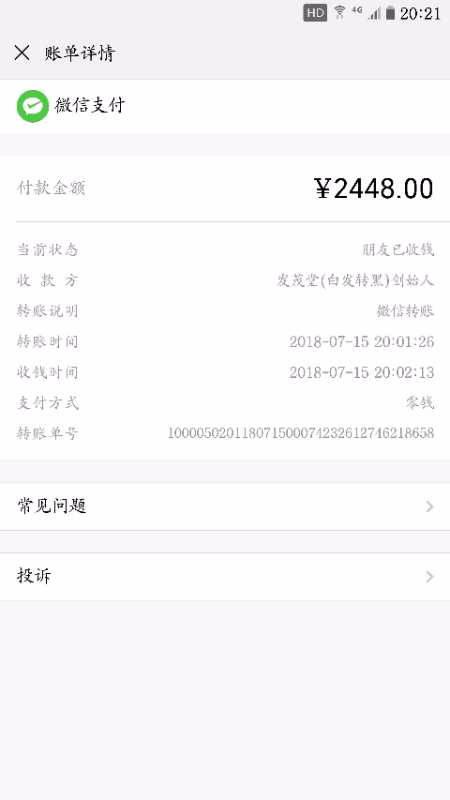 HD 4G 20:21
账单详情
微信支付
付款金额 ¥2448.00
当前状态 朋友已收钱
收款方 发茂堂(白发转黑)创始人
转账说明 微信转账
转账时间 2018-07-15 20:01:26
收钱时间 2018-07-15 20:02:13
支付方式 零钱
转账单号 1000050201180715000742326127462186​58
常见问题
投诉